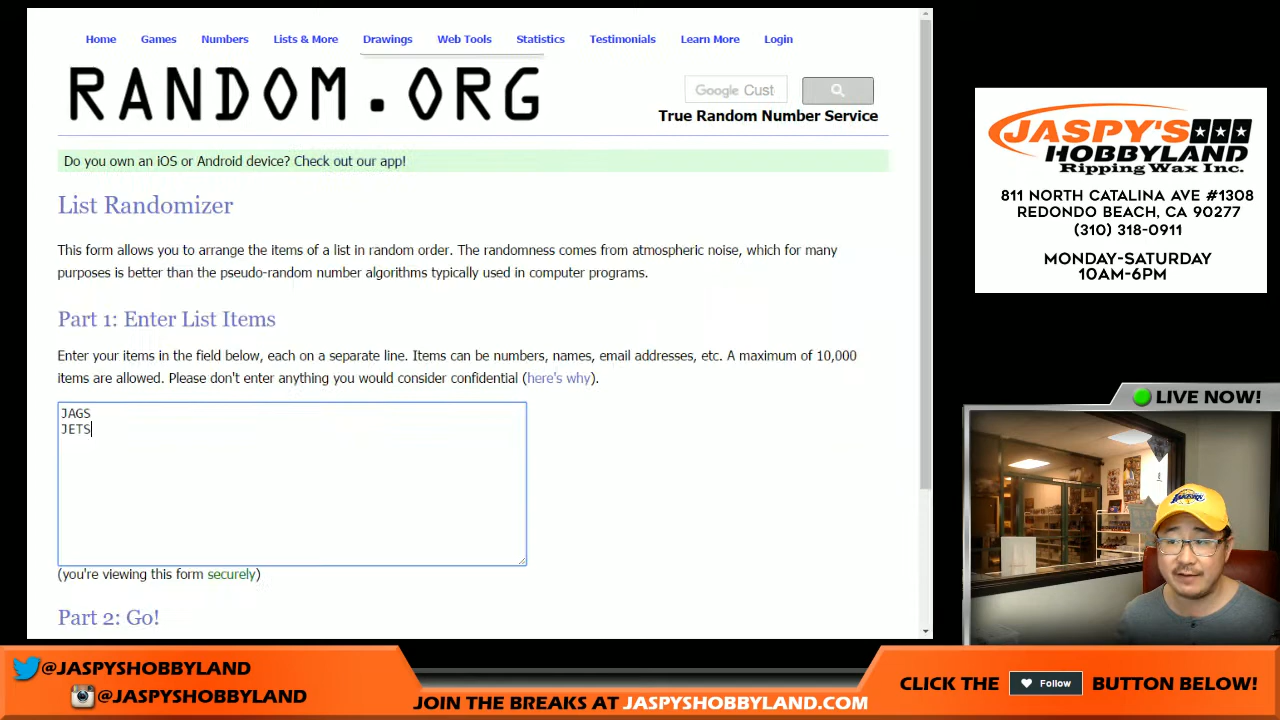 Home Games Numbers Lists & More Drawings Web Tools Statistics Testimonials Learn More Login
RANDOM.ORG
Google Cust
True Random Number Service
Do you own an iOS or Android device? Check out our app!
List Randomizer
This form allows you to arrange the items of a list in random order. The randomness comes from atmospheric noise, which for many
purposes is better than the pseudo-random number algorithms typically used in computer programs.
Part 1: Enter List Items
Enter your items in the field below, each on a separate line. Items can be numbers, names, email addresses, etc. A maximum of 10,000
items are allowed. Please don't enter anything you would consider confidential (here's why).
JAGS
JETS
(you're viewing this form securely)
Part 2: Go!
JASPY'S
HOBBYLAND
Ripping Wax Inc.
811 NORTH CATALINA AVE #1308
REDONDO BEACH, CA 90277
(310) 318-0911
MONDAY-SATURDAY
10AM-6PM
LIVE NOW!
LAKERS
@JASPYSHOBBYLAND
@JASPYSHOBBYLAND
JOIN THE BREAKS AT JASPYSHOBBYLAND.COM
CLICK THE Follow BUTTON BELOW!